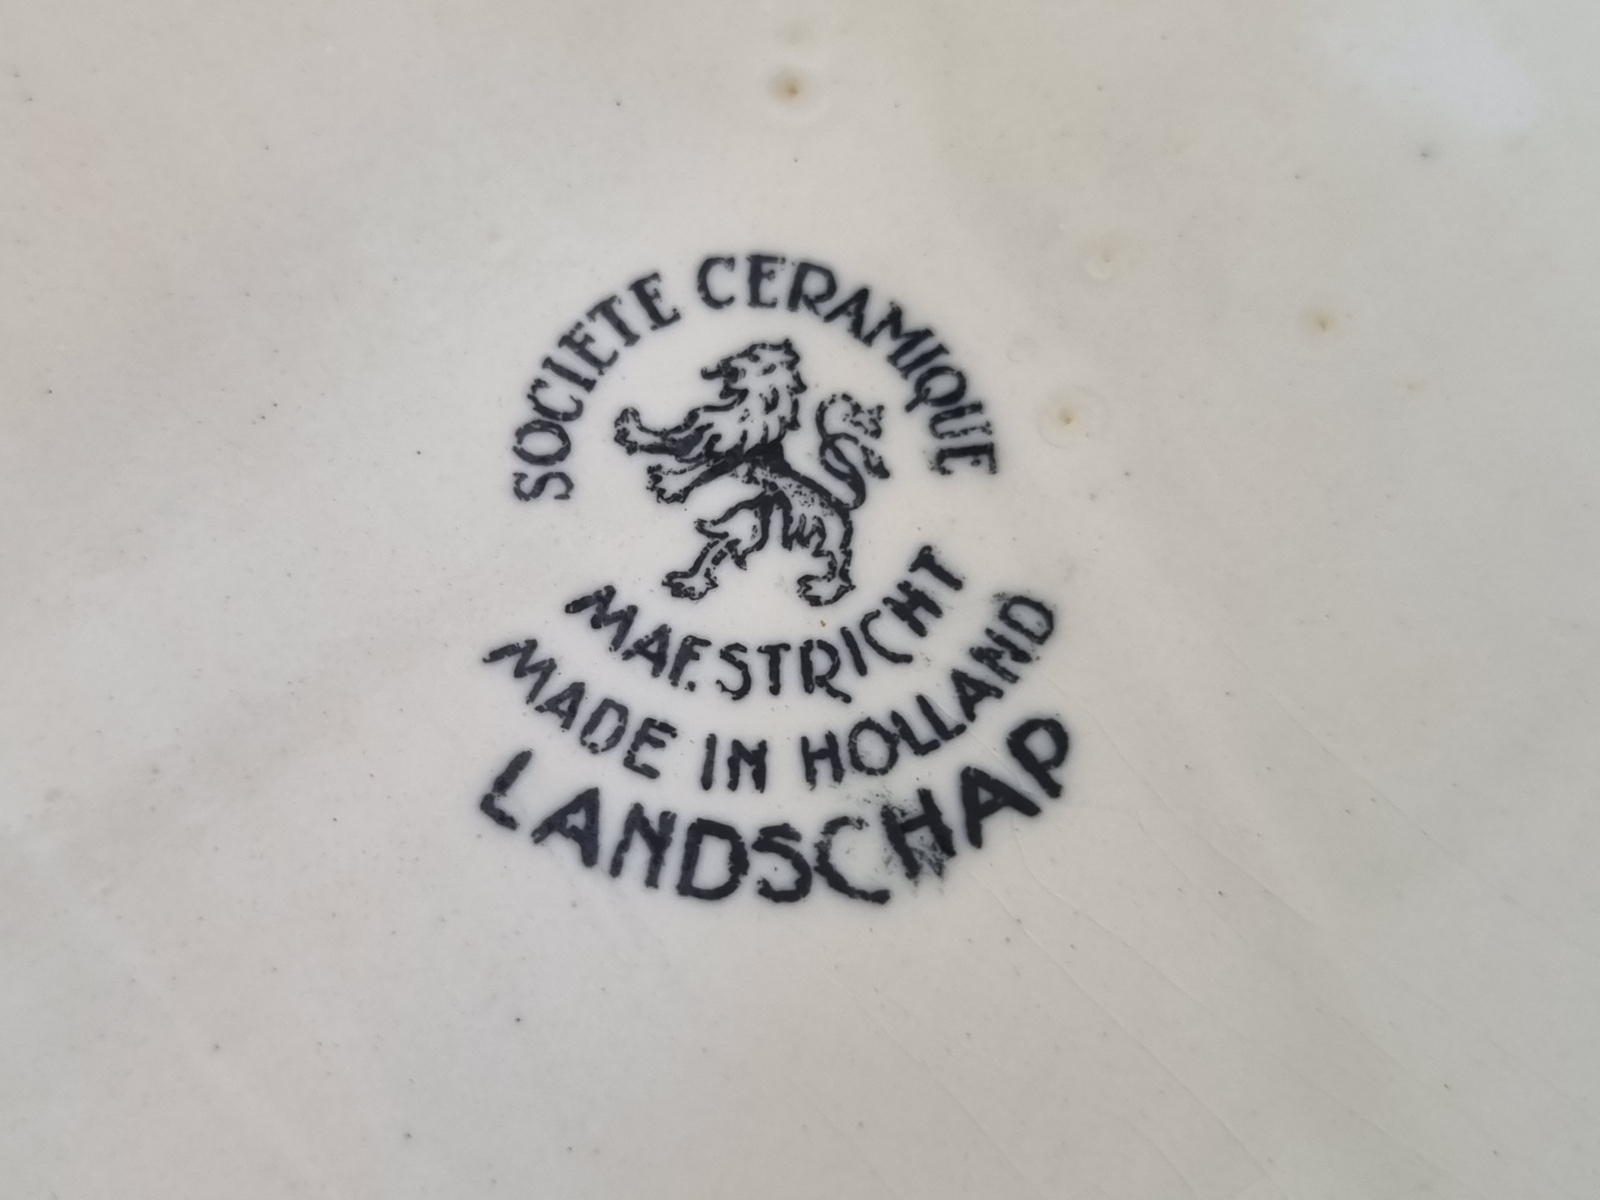 SOCIETE CERAMIQUE
MAESTRICHT
MADE IN HOLLAND
LANDSCHAP